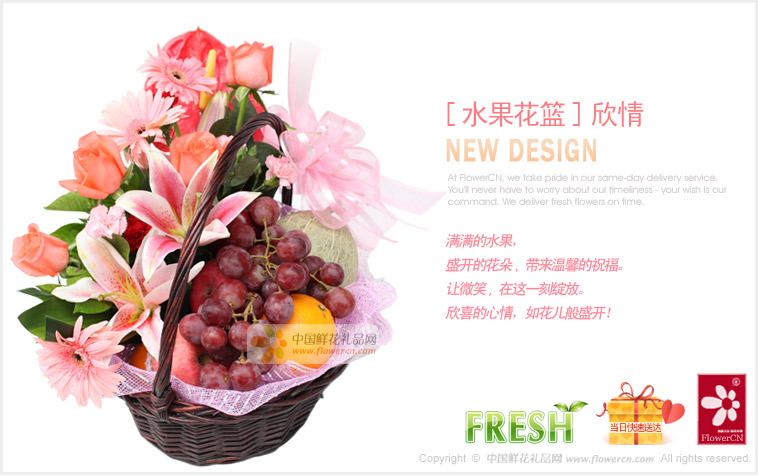 [ 水果花篮 ] 欣情
NEW DESIGN
At FlowerCN, we take pride in our same-day delivery service.
You'll never have to worry about our timeliness - your wish is our
command. We deliver fresh flowers on time.
满满的水果，
盛开的花朵，带来温馨的祝福。
让微笑，在这一刻绽放。
欣喜的心情，如花儿般盛开！
中国鲜花礼品网
www.flowercn.com
FRESH
当日快速送达
FlowerCN
Copyright © 中国鲜花礼品网 www.flowercn.com All rights reserved.